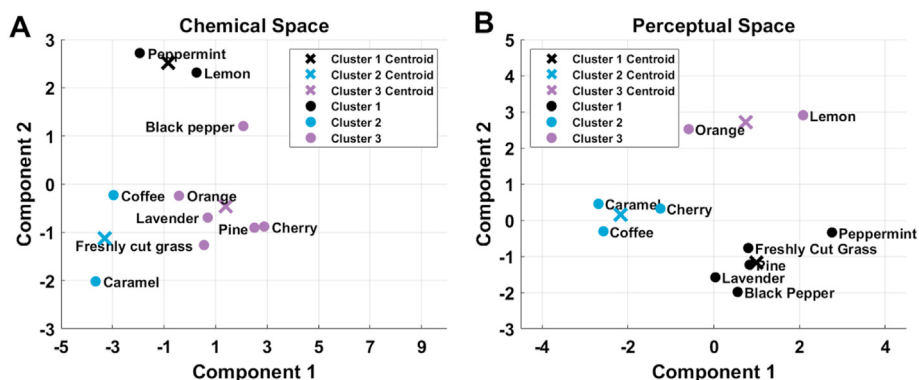 A
Chemical Space
3
2
1
0
-1
-2
-3
-5
-3
-1
1
3
5
7
9
Component 2
Component 1
Peppermint
Lemon
Black pepper
Coffee
Orange
Lavender
Pine
Cherry
Freshly cut grass
Caramel
Cluster 1 Centroid
Cluster 2 Centroid
Cluster 3 Centroid
Cluster 1
Cluster 2
Cluster 3
B
Perceptual Space
5
4
3
2
1
0
-1
-2
-3
-4
-2
0
2
4
Component 2
Component 1
Cluster 1 Centroid
Cluster 2 Centroid
Cluster 3 Centroid
Cluster 1
Cluster 2
Cluster 3
Orange
Lemon
Caramel
Cherry
Coffee
Peppermint
Freshly Cut Grass
Pine
Lavender
Black Pepper